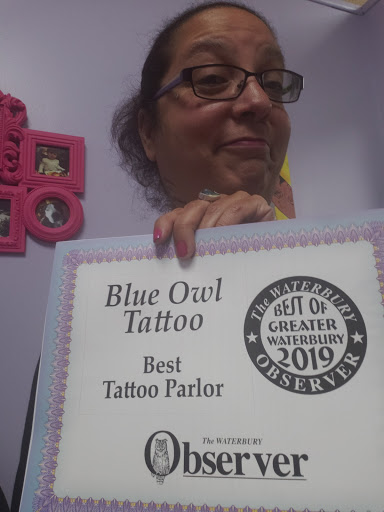 Blue Owl
Tattoo
Best
Tattoo Parlor
The WATERBURY
BEST OF
GREATER
WATERBURY
2019
OBSERVER
The WATERBURY
Observer